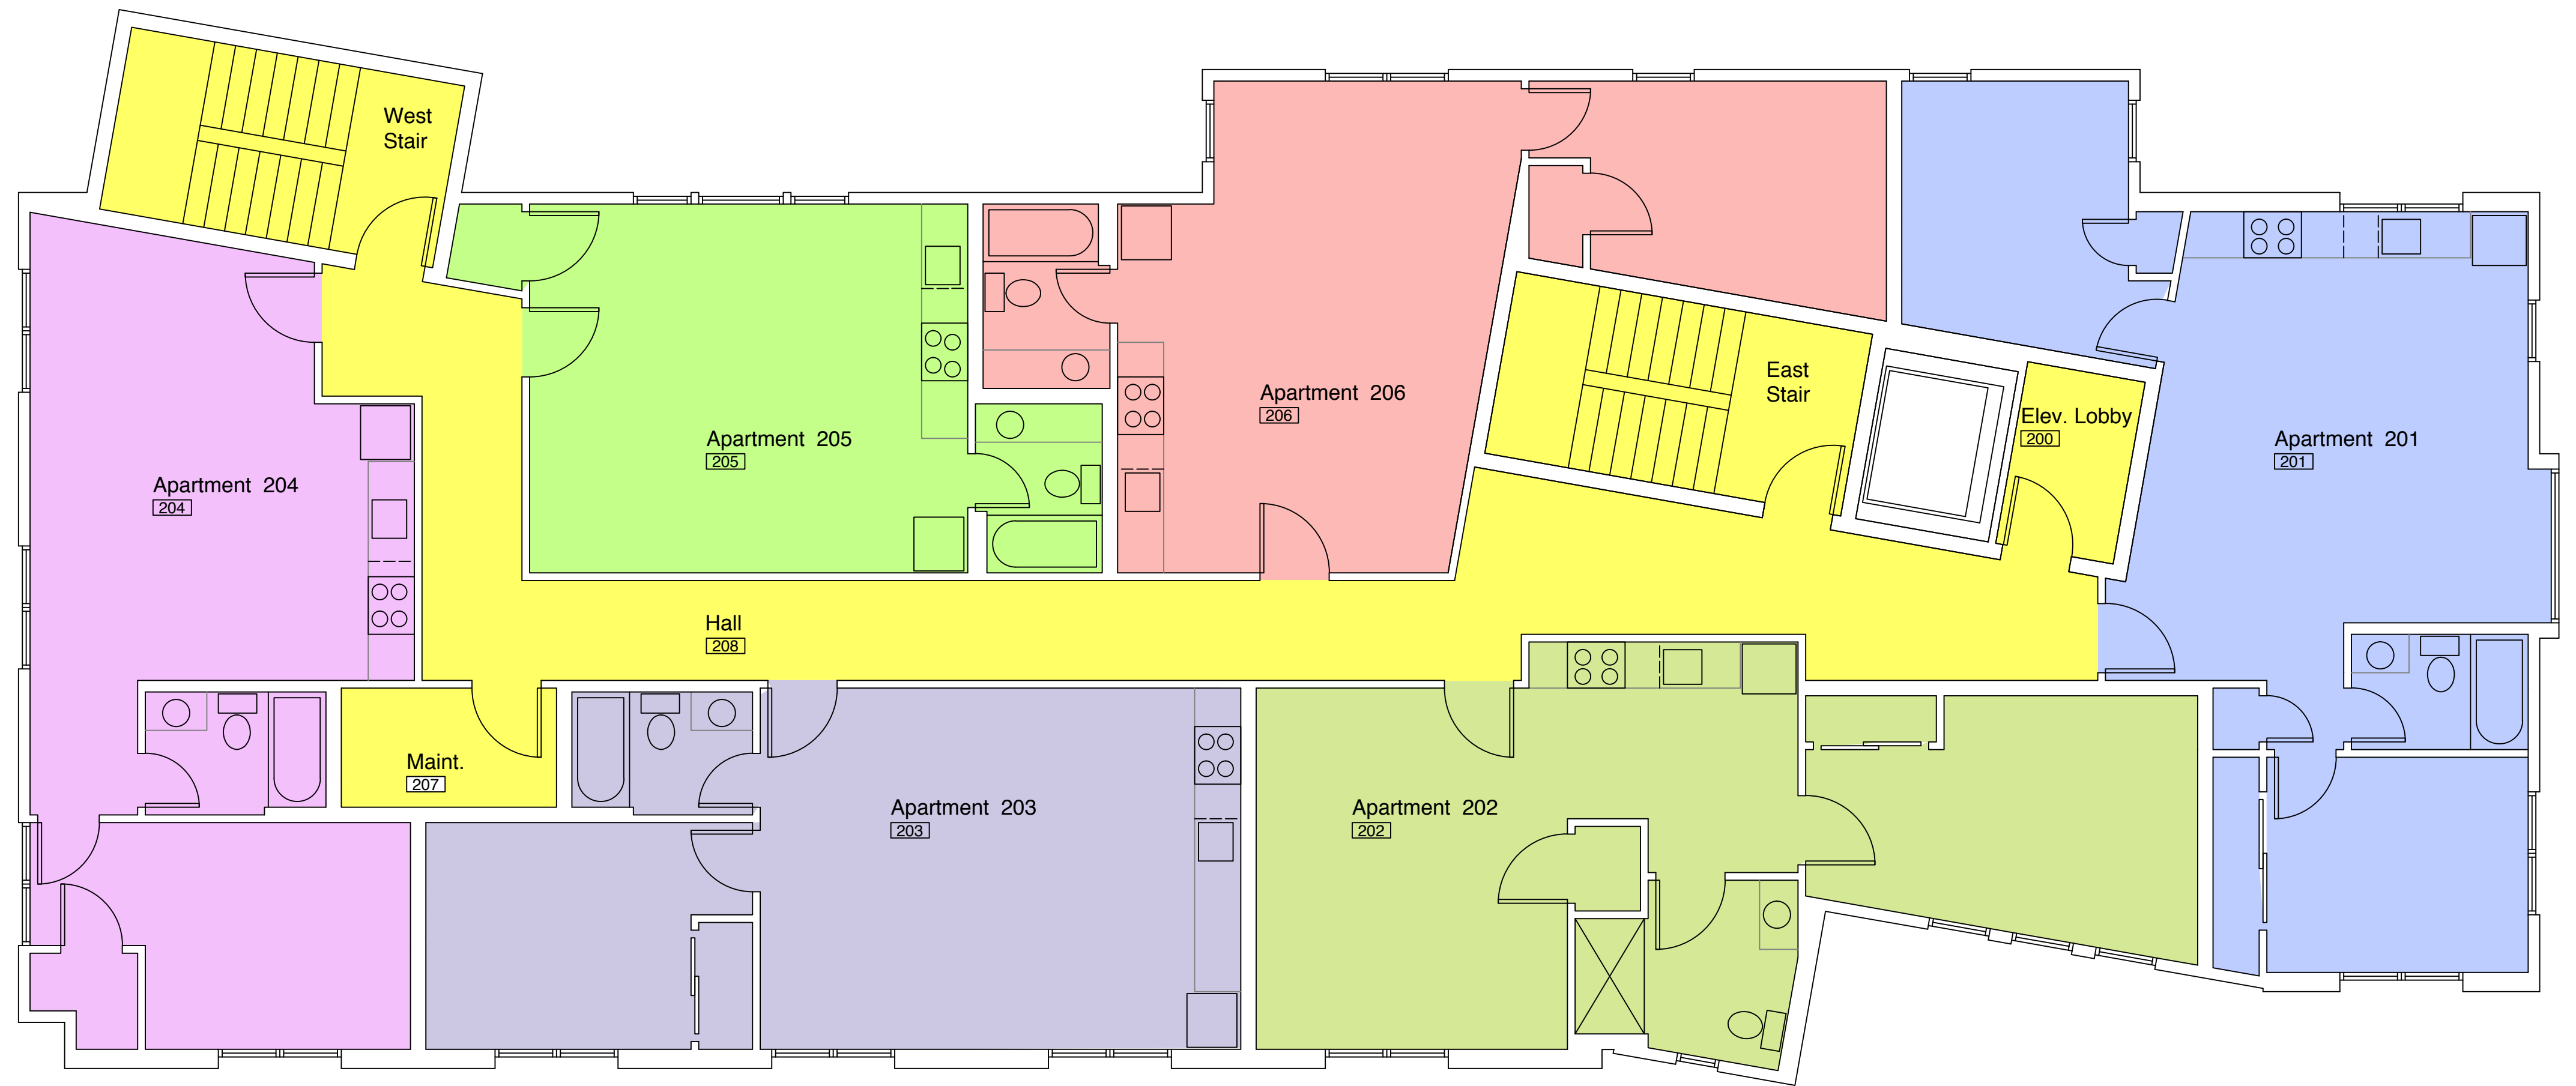 West
Stair
East
Stair
Elev. Lobby
200
Apartment 206
206
Apartment 205
205
Apartment 201
201
Apartment 204
204
Hall
208
Maint.
207
Apartment 203
203
Apartment 202
202